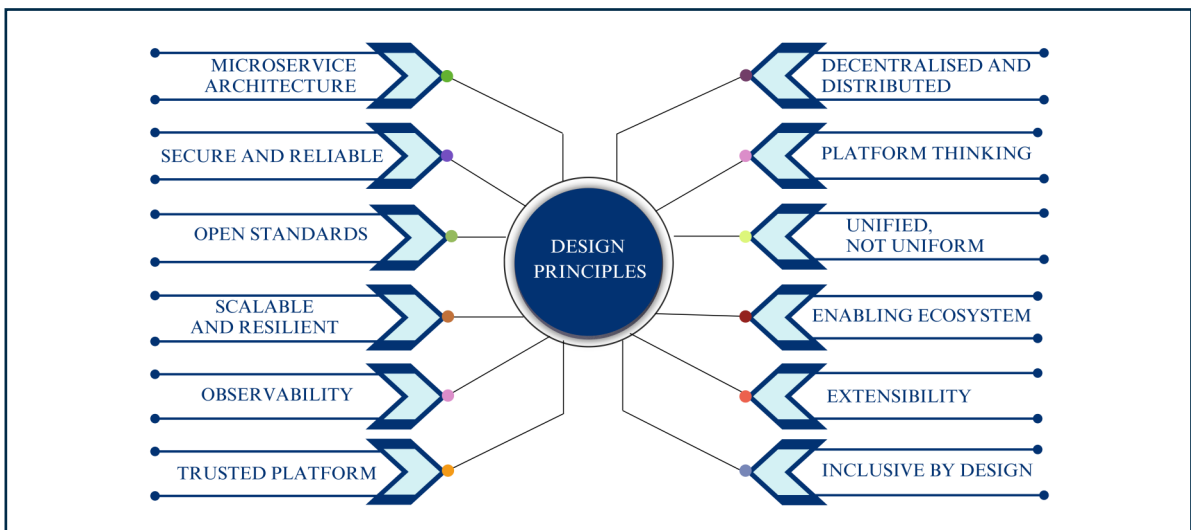 MICROSERVICE
ARCHITECTURE
SECURE AND RELIABLE
OPEN STANDARDS
SCALABLE
AND RESILIENT
OBSERVABILITY
TRUSTED PLATFORM
DESIGN
PRINCIPLES
DECENTRALISED AND
DISTRIBUTED
PLATFORM THINKING
UNIFIED,
NOT UNIFORM
ENABLING ECOSYSTEM
EXTENSIBILITY
INCLUSIVE BY DESIGN